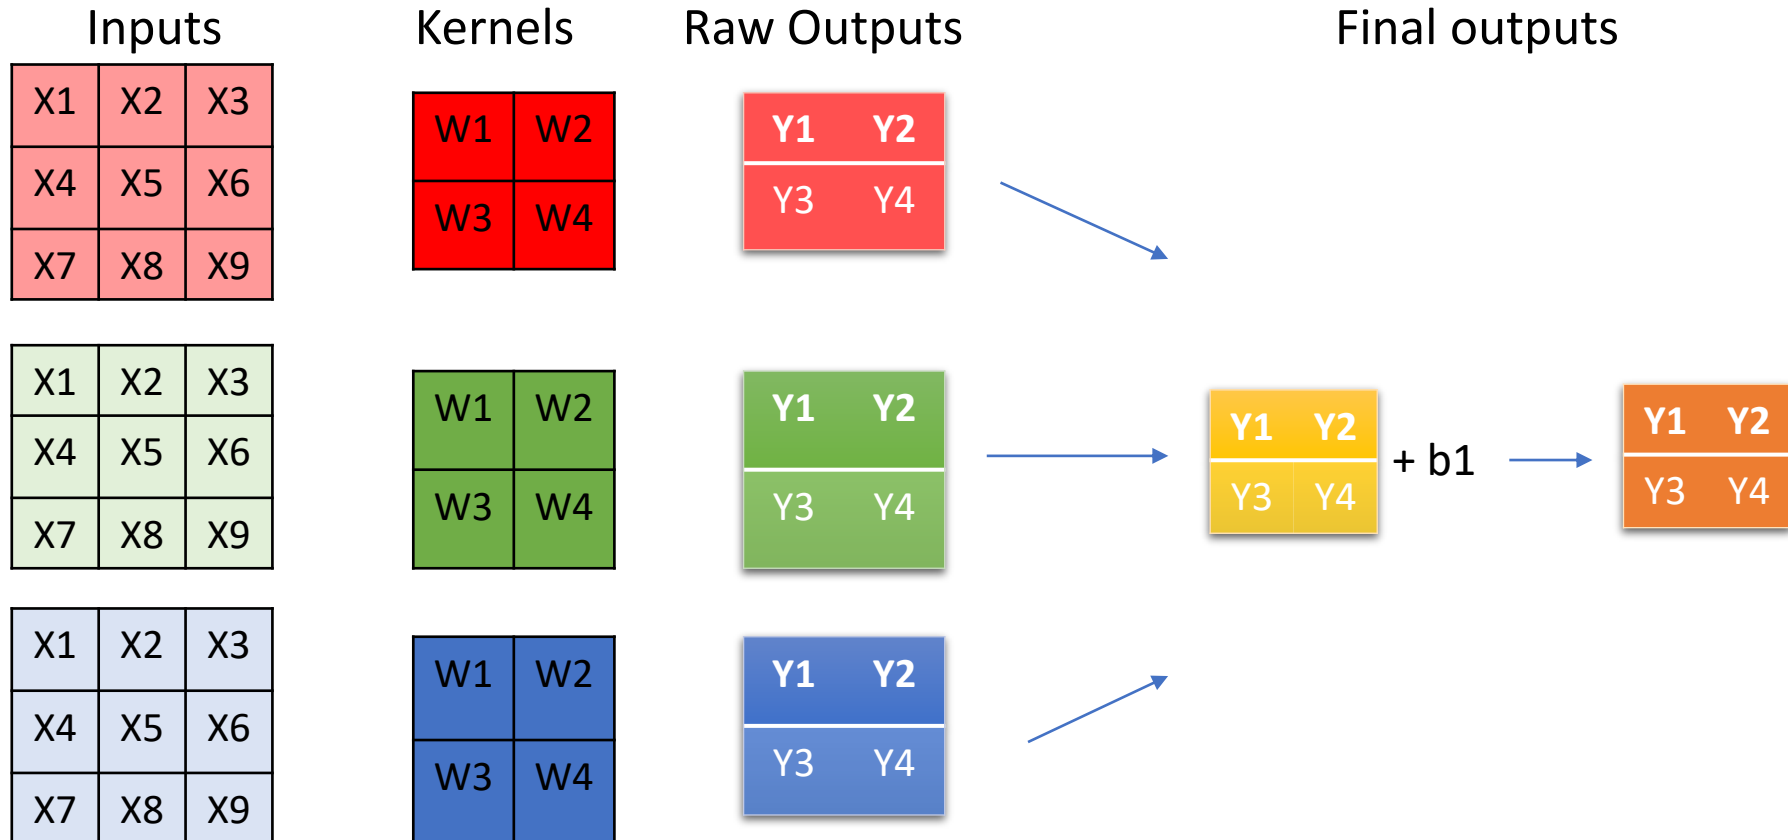 Inputs Kernels Raw Outputs Final outputs
X1 X2 X3
X4 X5 X6
X7 X8 X9
W1 W2
W3 W4
Y1 Y2
Y3 Y4
X1 X2 X3
X4 X5 X6
X7 X8 X9
W1 W2
W3 W4
Y1 Y2
Y3 Y4
Y1 Y2
Y3 Y4
+ b1
Y1 Y2
Y3 Y4
X1 X2 X3
X4 X5 X6
X7 X8 X9
W1 W2
W3 W4
Y1 Y2
Y3 Y4